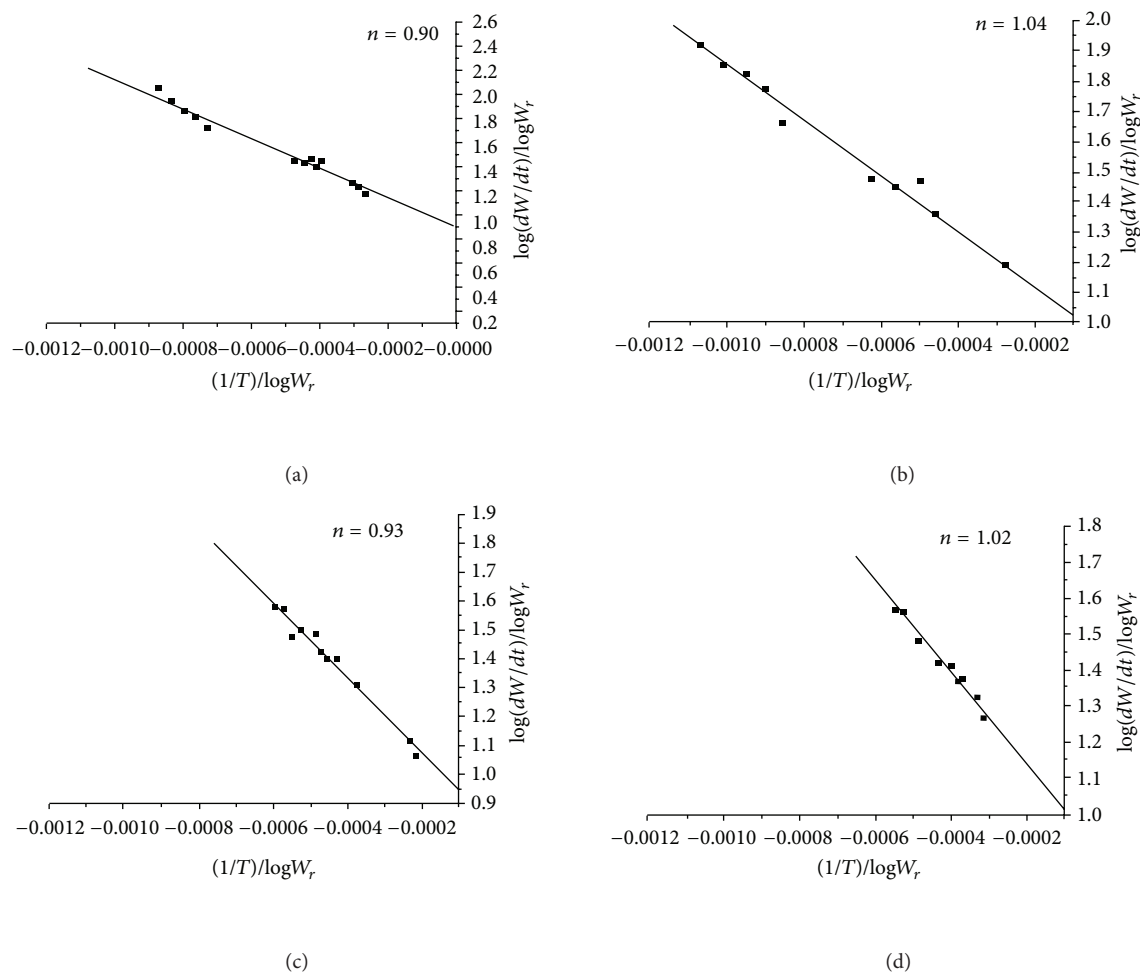 n = 0.90
2.6
2.4
2.2
2.0
1.8
1.6
1.4
1.2
1.0
0.8
0.6
0.4
0.2
log(dW/dt)/logW_r
−0.0012 −0.0010 −0.0008 −0.0006 −0.0004 −0.0002 −0.0000
(1/T)/logW_r
(a)
n = 1.04
2.0
1.9
1.8
1.7
1.6
1.5
1.4
1.3
1.2
1.1
1.0
log(dW/dt)/logW_r
−0.0012 −0.0010 −0.0008 −0.0006 −0.0004 −0.0002
(1/T)/logW_r
(b)
n = 0.93
1.9
1.8
1.7
1.6
1.5
1.4
1.3
1.2
1.1
1.0
0.9
log(dW/dt)/logW_r
−0.0012 −0.0010 −0.0008 −0.0006 −0.0004 −0.0002
(1/T)/logW_r
(c)
n = 1.02
1.8
1.7
1.6
1.5
1.4
1.3
1.2
1.1
1.0
log(dW/dt)/logW_r
−0.0012 −0.0010 −0.0008 −0.0006 −0.0004 −0.0002
(1/T)/logW_r
(d)